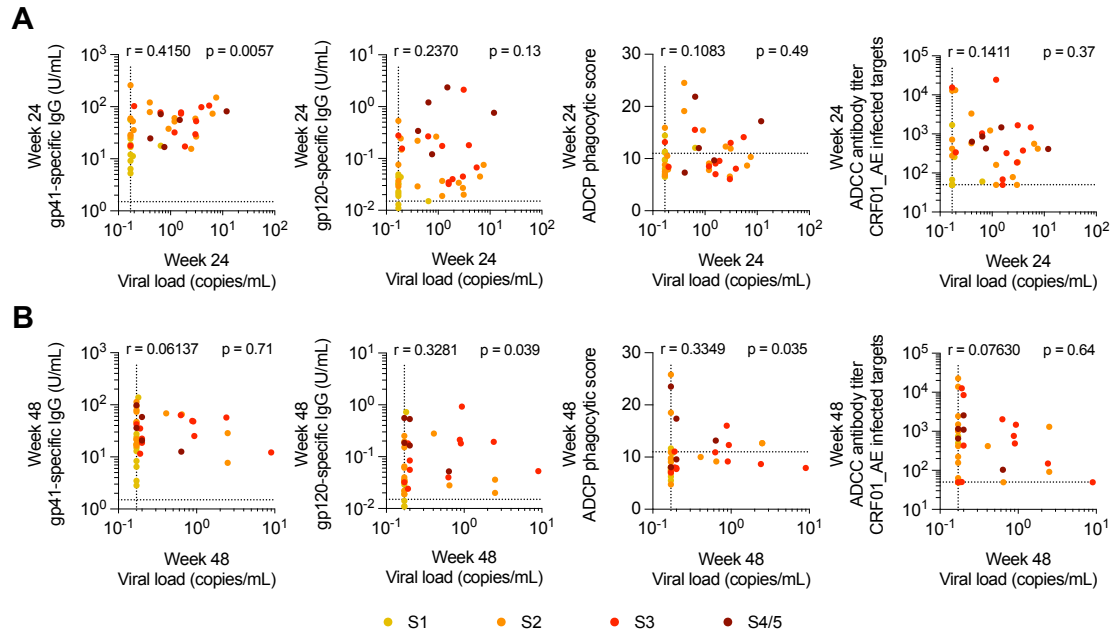 A
r = 0.4150 p = 0.0057
Week 24
gp41-specific IgG (U/mL)
10³
10²
10¹
10⁰
10⁻¹ 10⁰ 10¹ 10²
Week 24
Viral load (copies/mL)
r = 0.2370 p = 0.13
Week 24
gp120-specific IgG (U/mL)
10¹
10⁰
10⁻¹
10⁻²
10⁻¹ 10⁰ 10¹ 10²
Week 24
Viral load (copies/mL)
r = 0.1083 p = 0.49
Week 24
ADCP phagocytic score
30
20
10
0
10⁻¹ 10⁰ 10¹ 10²
Week 24
Viral load (copies/mL)
r = 0.1411 p = 0.37
Week 24
ADCC antibody titer
CRF01_AE infected targets
10⁵
10⁴
10³
10²
10¹
10⁻¹ 10⁰ 10¹ 10²
Week 24
Viral load (copies/mL)
B
r = 0.06137 p = 0.71
Week 48
gp41-specific IgG (U/mL)
10³
10²
10¹
10⁰
10⁻¹ 10⁰ 10¹
Week 48
Viral load (copies/mL)
r = 0.3281 p = 0.039
Week 48
gp120-specific IgG (U/mL)
10¹
10⁰
10⁻¹
10⁻²
10⁻¹ 10⁰ 10¹
Week 48
Viral load (copies/mL)
r = 0.3349 p = 0.035
Week 48
ADCP phagocytic score
30
20
10
0
10⁻¹ 10⁰ 10¹
Week 48
Viral load (copies/mL)
r = 0.07630 p = 0.64
Week 48
ADCC antibody titer
CRF01_AE infected targets
10⁵
10⁴
10³
10²
10¹
10⁻¹ 10⁰ 10¹
Week 48
Viral load (copies/mL)
S1 S2 S3 S4/5